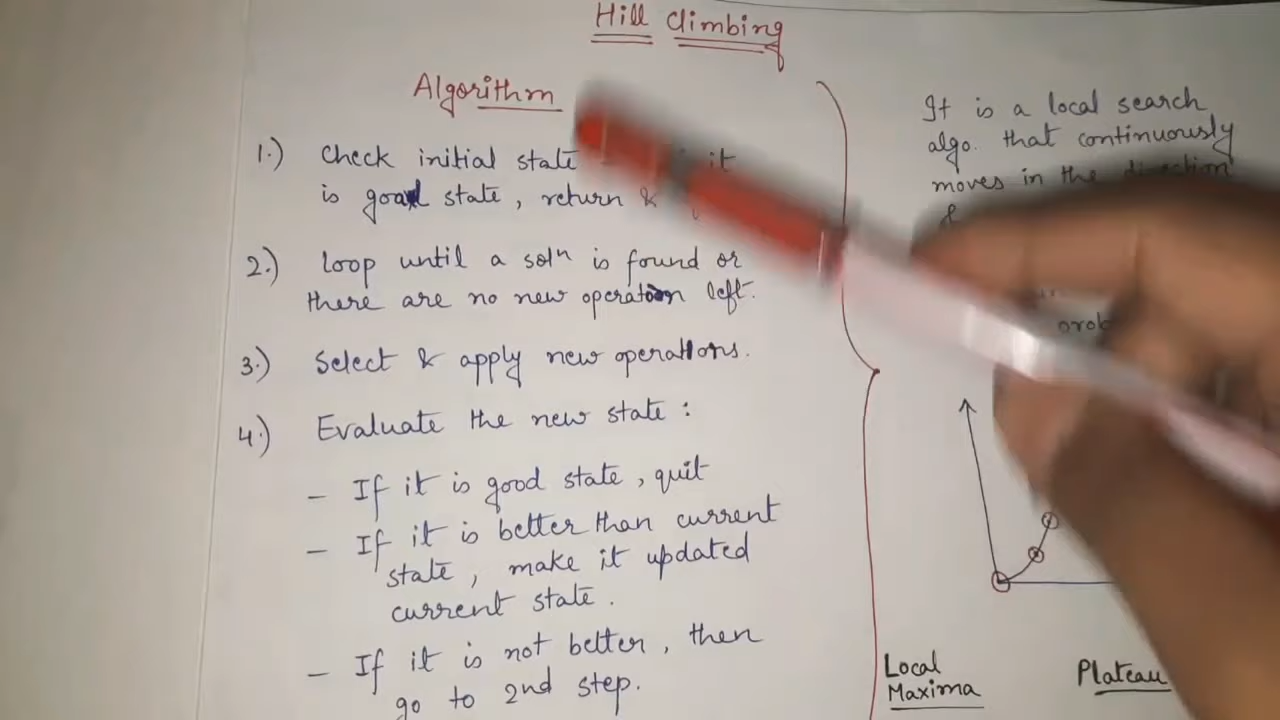 Hill Climbing
Algorithm
1.) Check initial state it
is goal state, return &
2.) loop until a solⁿ is found or
there are no new operation left.
3.) Select & apply new operations.
4.) Evaluate the new state :
- If it is good state, quit
- If it is better than current
state, make it updated
current state.
- If it is not better, then
go to 2nd step.
It is a local search
algo. that continuously
moves in the direction
Local
Maxima
Plateau